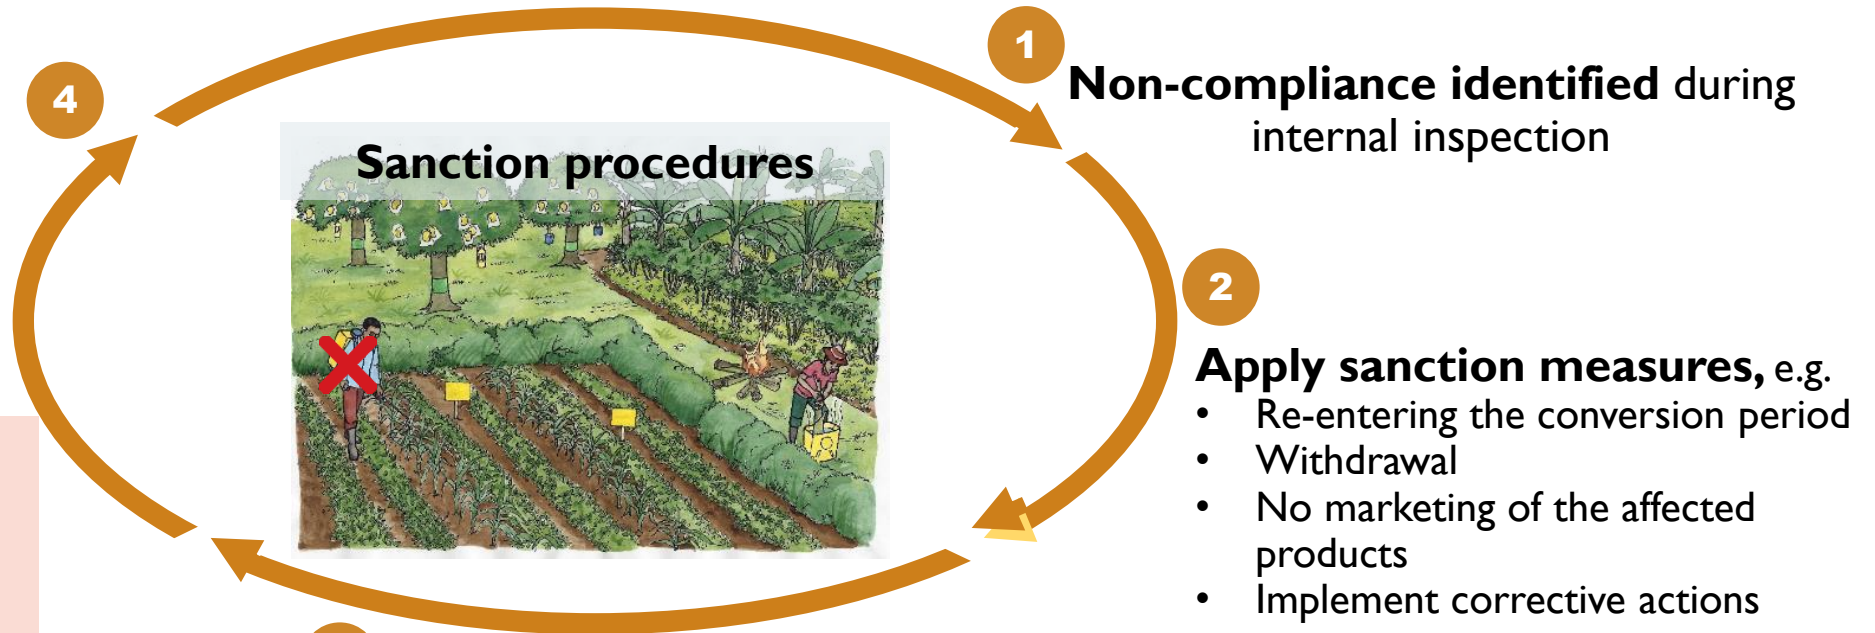 4
1
Non-compliance identified during
internal inspection
Sanction procedures
2
Apply sanction measures, e.g.
• Re-entering the conversion period
• Withdrawal
• No marketing of the affected
products
• Implement corrective actions